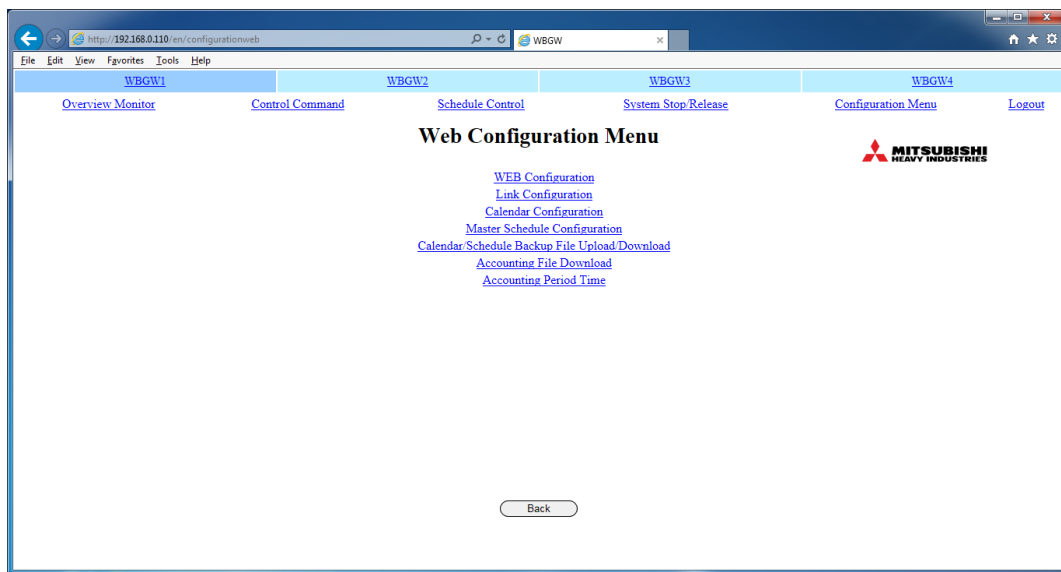 http://192.168.0.110/en/configurationweb WBGW
File Edit View Favorites Tools Help
WBGW1 WBGW2 WBGW3 WBGW4
Overview Monitor Control Command Schedule Control System Stop/Release Configuration Menu Logout
Web Configuration Menu
MITSUBISHI
HEAVY INDUSTRIES
WEB Configuration
Link Configuration
Calendar Configuration
Master Schedule Configuration
Calendar/Schedule Backup File Upload/Download
Accounting File Download
Accounting Period Time
Back